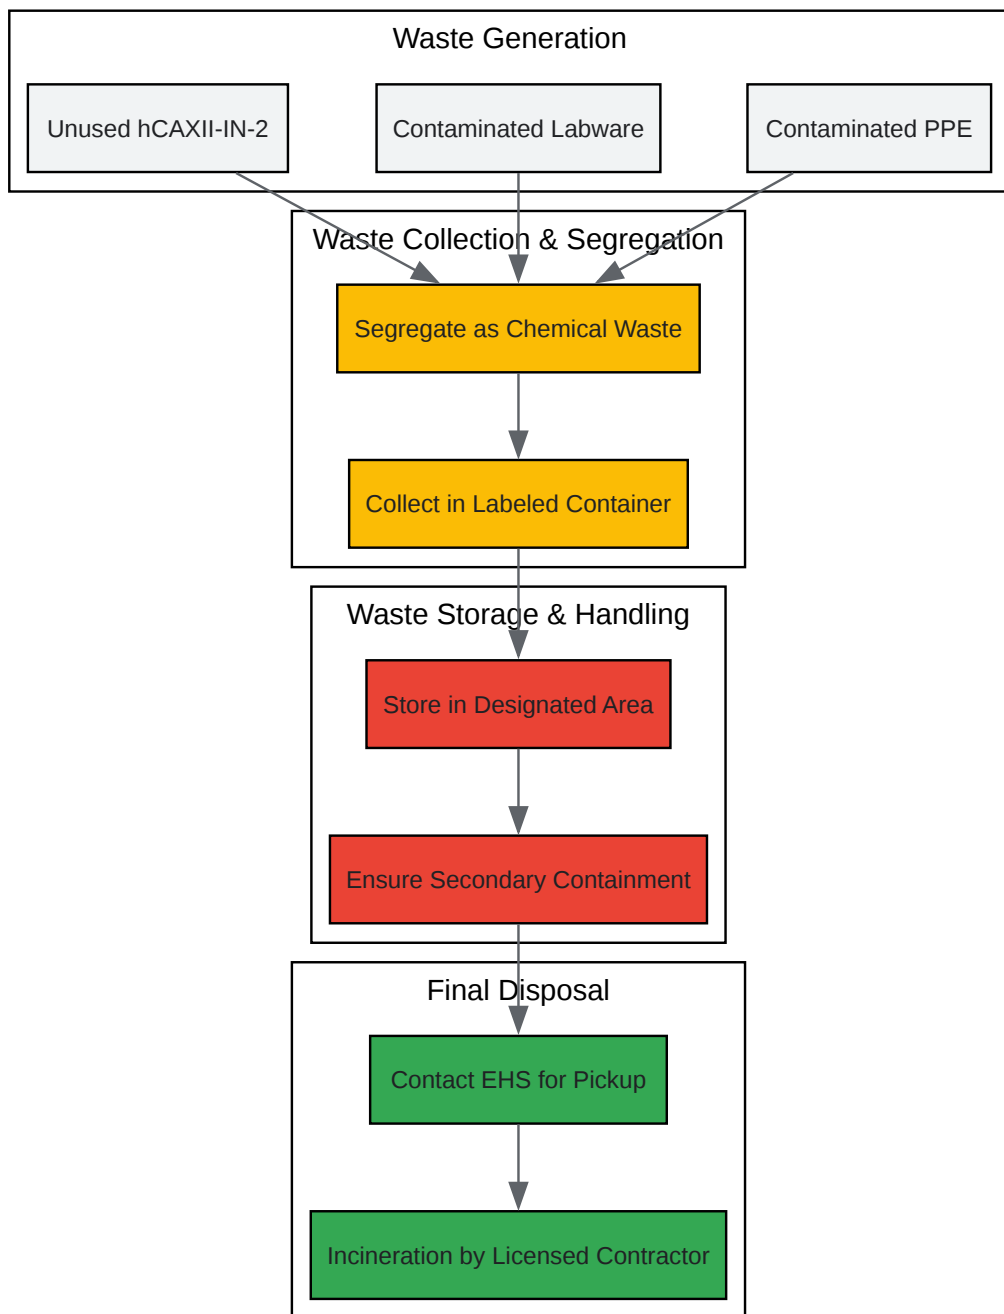 Waste Generation
Unused hCAXII-IN-2
Contaminated Labware
Contaminated PPE
Waste Collection & Segregation
Segregate as Chemical Waste
Collect in Labeled Container
Waste Storage & Handling
Store in Designated Area
Ensure Secondary Containment
Final Disposal
Contact EHS for Pickup
Incineration by Licensed Contractor